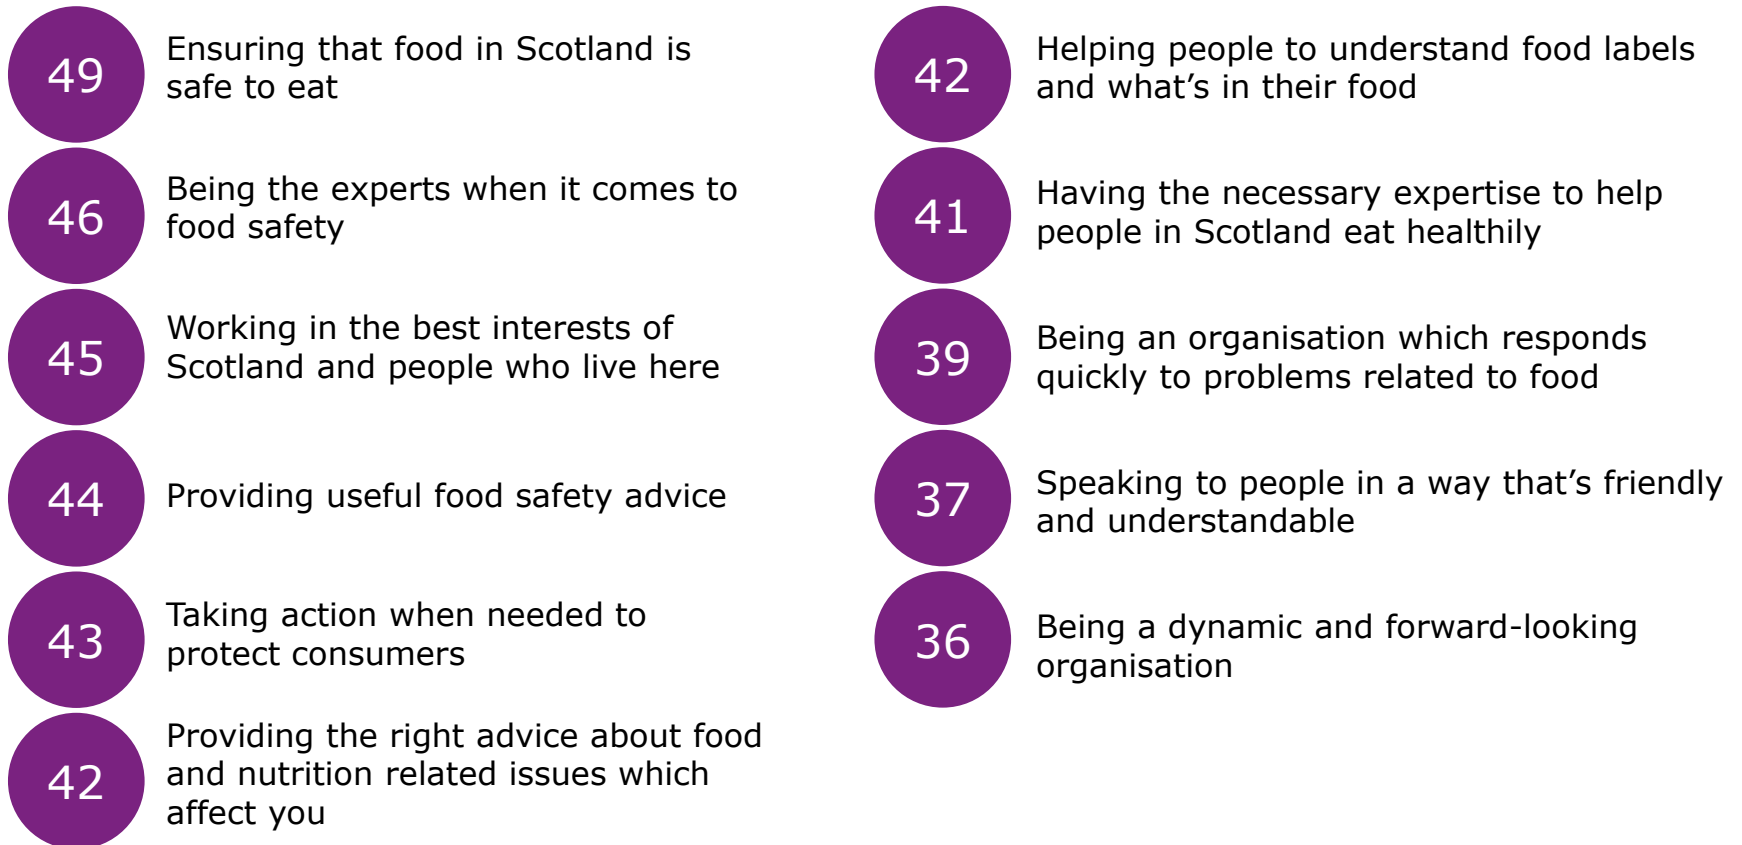 49
Ensuring that food in Scotland is
safe to eat
46
Being the experts when it comes to
food safety
45
Working in the best interests of
Scotland and people who live here
44
Providing useful food safety advice
43
Taking action when needed to
protect consumers
42
Providing the right advice about food
and nutrition related issues which
affect you
42
Helping people to understand food labels
and what’s in their food
41
Having the necessary expertise to help
people in Scotland eat healthily
39
Being an organisation which responds
quickly to problems related to food
37
Speaking to people in a way that’s friendly
and understandable
36
Being a dynamic and forward-looking
organisation